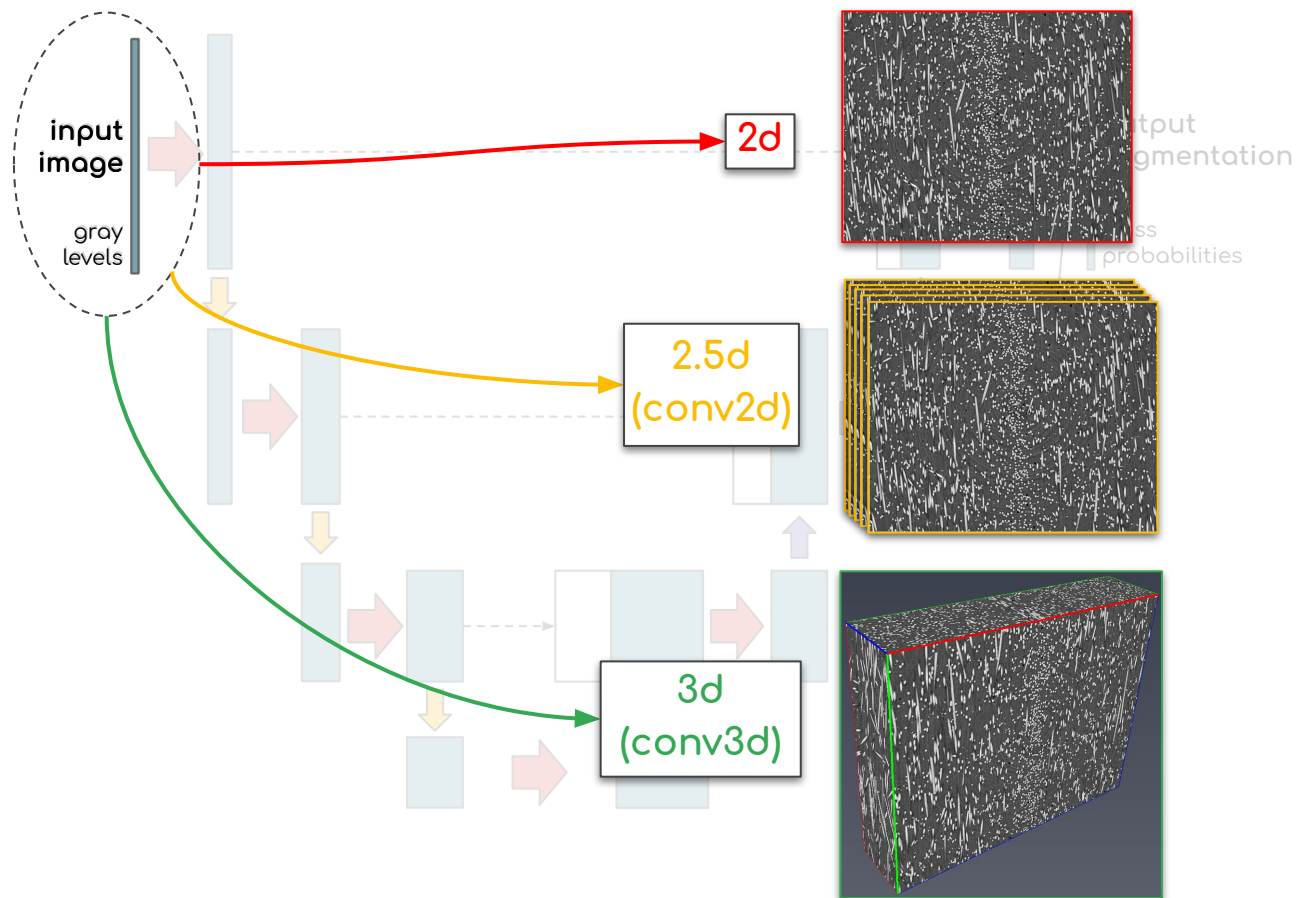 input
image
gray
levels
2d
2.5d
(conv2d)
3d
(conv3d)
probabilities